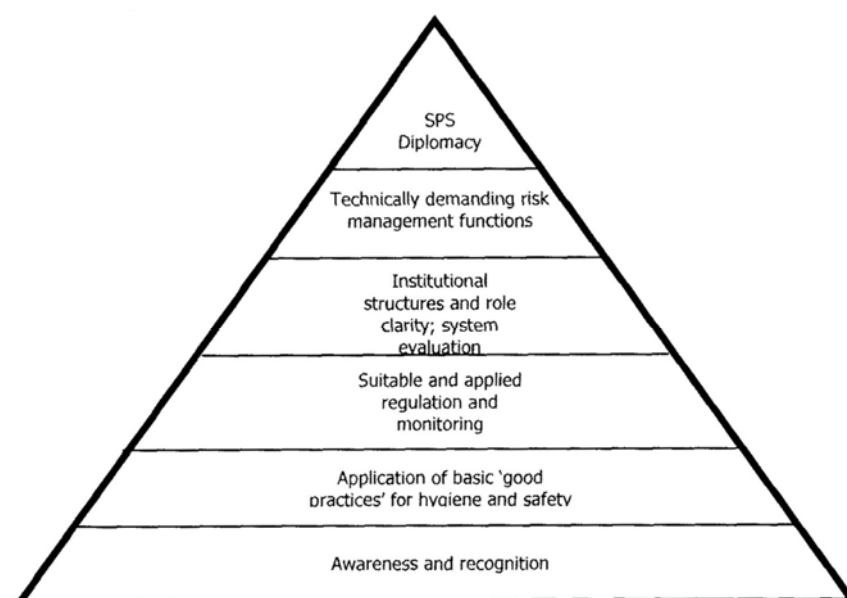 SPS
Diplomacy
Technically demanding risk
management functions
Institutional
structures and role
clarity; system
evaluation
Suitable and applied
regulation and
monitoring
Application of basic ‘good
practices’ for hygiene and safety
Awareness and recognition